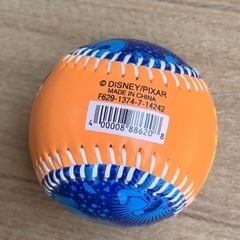 © DISNEY/PIXAR
MADE IN CHINA
F629-1374-7-14242
4 00008 88620 8